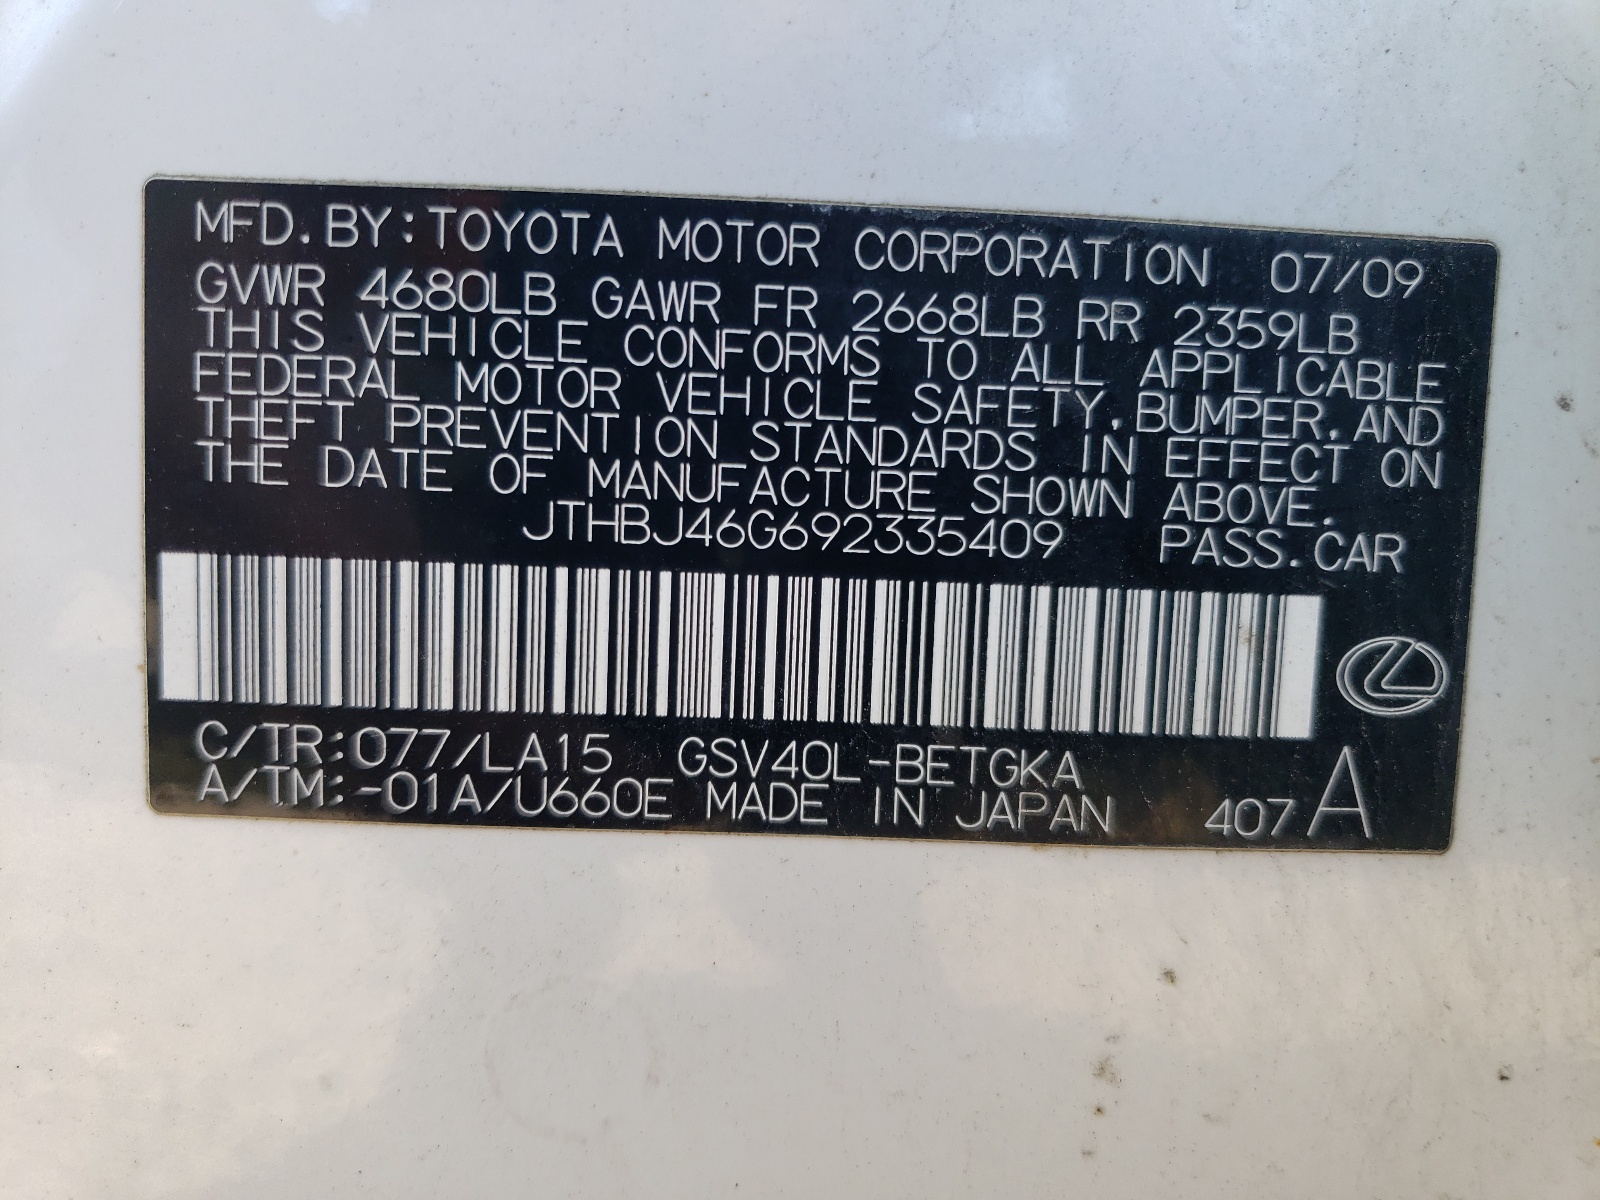 MFD. BY: TOYOTA MOTOR CORPORATION 07/09
GVWR 4680LB GAWR FR 2668LB RR 2359LB
THIS VEHICLE CONFORMS TO ALL APPLICABLE
FEDERAL MOTOR VEHICLE SAFETY, BUMPER, AND
THEFT PREVENTION STANDARDS IN EFFECT ON
THE DATE OF MANUFACTURE SHOWN ABOVE.
JTHBJ46G692335409 PASS. CAR
C/TR: 077/LA15 GSV40L-BETGKA
A/TM: -01A/U660E MADE IN JAPAN 407 A